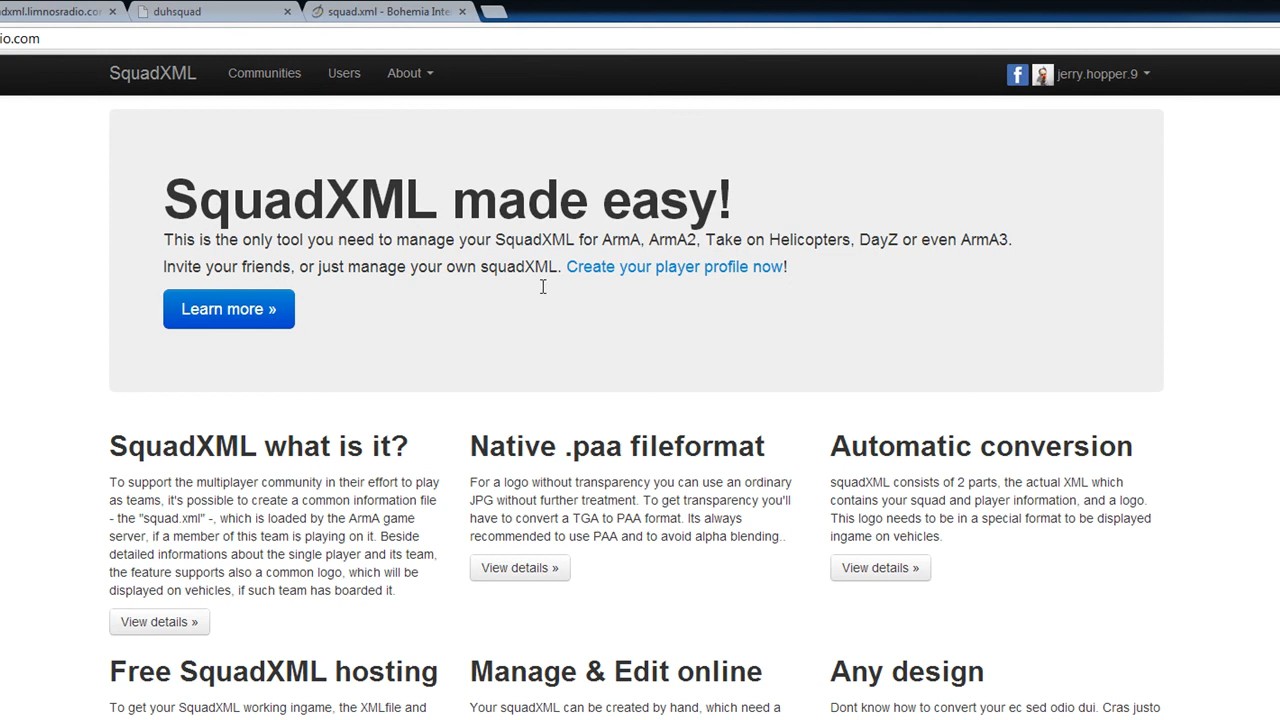 dxml.limnosradio.co
duhsquad
squad.xml - Bohemia Inte
io.com
SquadXML
Communities
Users
About
jerry.hopper.9
SquadXML made easy!
This is the only tool you need to manage your SquadXML for ArmA, ArmA2, Take on Helicopters, DayZ or even ArmA3.
Invite your friends, or just manage your own squadXML. Create your player profile now!
Learn more »
SquadXML what is it?
To support the multiplayer community in their effort to play
as teams, it's possible to create a common information file
- the "squad.xml" -, which is loaded by the ArmA game
server, if a member of this team is playing on it. Beside
detailed informations about the single player and its team,
the feature supports also a common logo, which will be
displayed on vehicles, if such team has boarded it.
View details »
Native .paa fileformat
For a logo without transparency you can use an ordinary
JPG without further treatment. To get transparency you'll
have to convert a TGA to PAA format. Its always
recommended to use PAA and to avoid alpha blending..
View details »
Automatic conversion
squadXML consists of 2 parts, the actual XML which
contains your squad and player information, and a logo.
This logo needs to be in a special format to be displayed
ingame on vehicles.
View details »
Free SquadXML hosting
To get your SquadXML working ingame, the XMLfile and
Manage & Edit online
Your squadXML can be created by hand, which need a
Any design
Dont know how to convert your ec sed odio dui. Cras justo